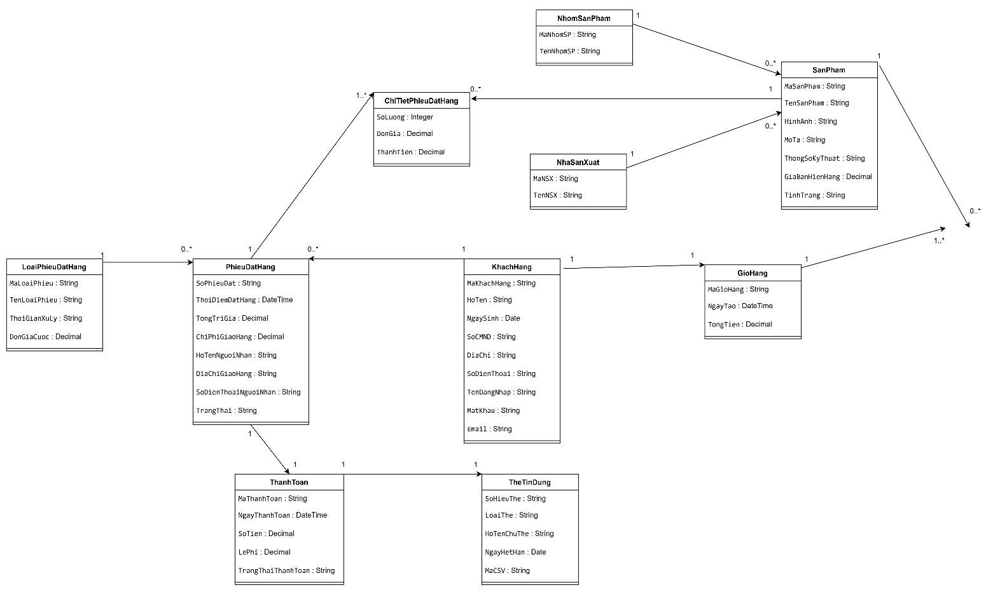 NhomSanPham
MaNhomSP : String
TenNhomSP : String
1
0..*
1
SanPham
MaSanPham : String
TenSanPham : String
HinhAnh : String
MoTa : String
ThongSoKyThuat : String
GiaBanHienHang : Decimal
TinhTrang : String
1..*
0..*
1
ChiTietPhieuDatHang
SoLuong : Integer
DonGia : Decimal
ThanhTien : Decimal
0..*
1
NhaSanXuat
MaNSX : String
TenNSX : String
0..*
1..*
1
0..*
LoaiPhieuDatHang
MaLoaiPhieu : String
TenLoaiPhieu : String
ThoiGianXuLy : String
DonGiaCuoc : Decimal
1
0..*
1
PhieuDatHang
SoPhieuDat : String
ThoiDiemDatHang : DateTime
TongTriGia : Decimal
ChiPhiGiaoHang : Decimal
HoTenNguoiNhan : String
DiaChiGiaoHang : String
SoDienThoaiNguoiNhan : String
TrangThai : String
1
KhachHang
MaKhachHang : String
HoTen : String
NgaySinh : Date
SoCMND : String
DiaChi : String
SoDienThoai : String
TenDangNhap : String
MatKhau : String
Email : String
1
1
1
GioHang
MaGioHang : String
NgayTao : DateTime
TongTien : Decimal
1
1
1
1
ThanhToan
MaThanhToan : String
NgayThanhToan : DateTime
SoTien : Decimal
LePhi : Decimal
TrangThaiThanhToan : String
TheTinDung
SoHieuThe : String
LoaiThe : String
HoTenChuThe : String
NgayHetHan : Date
MaCSV : String